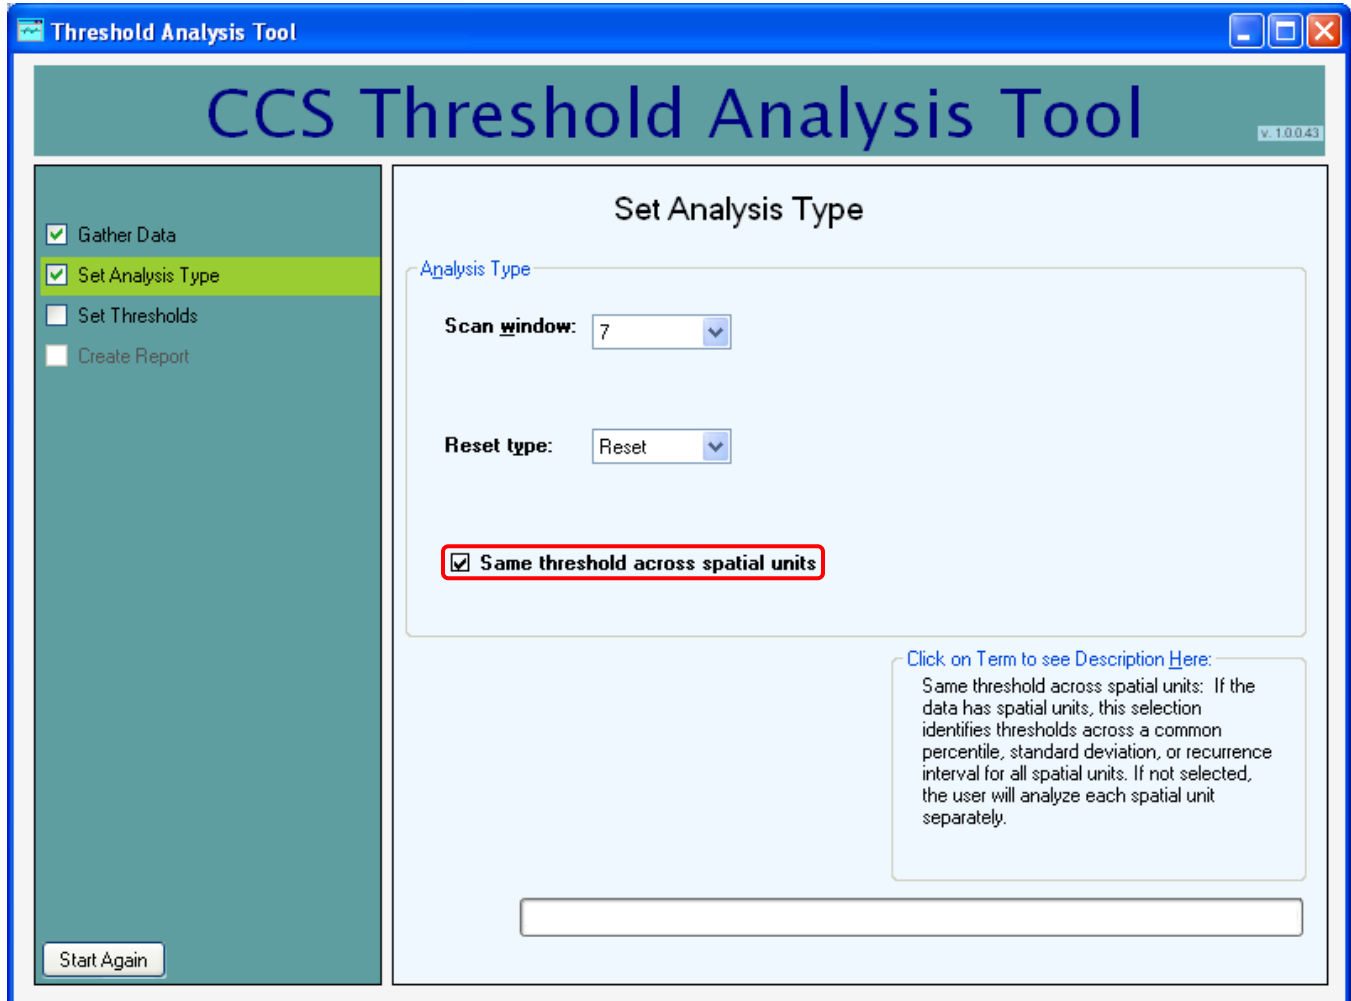 Threshold Analysis Tool
CCS Threshold Analysis Tool
v. 1.0.0.43
Gather Data
Set Analysis Type
Set Thresholds
Create Report
Start Again
Set Analysis Type
Analysis Type
Scan window:
7
Reset type:
Reset
Same threshold across spatial units
Click on Term to see Description Here:
Same threshold across spatial units: If the
data has spatial units, this selection
identifies thresholds across a common
percentile, standard deviation, or recurrence
interval for all spatial units. If not selected,
the user will analyze each spatial unit
separately.